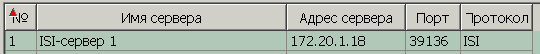 № Имя сервера Адрес сервера Порт Протокол
1 ISI-сервер 1 172.20.1.18 39136 ISI